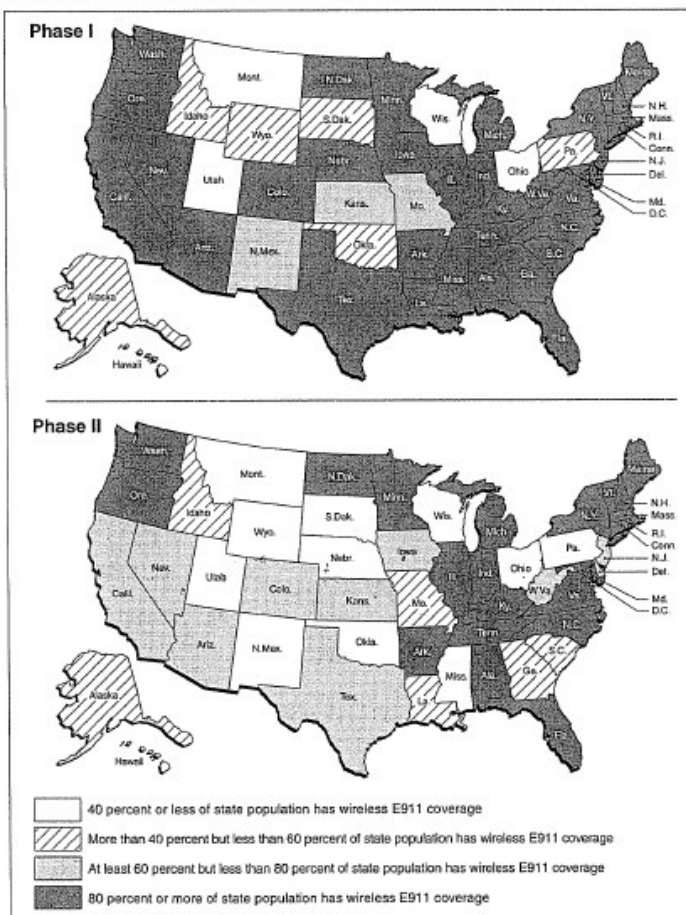 Phase I
Wash.
Mont.
N.Dak.
Minn.
Maine
Ore.
Idaho
Wyo.
S.Dak.
Wis.
Mich.
N.Y.
Vt.
N.H.
Mass.
R.I.
Conn.
N.J.
Del.
Md.
D.C.
Nev.
Utah
Colo.
Nebr.
Iowa
Ill.
Ind.
Ohio
Pa.
W.Va.
Va.
Calif.
Kans.
Mo.
Ky.
N.C.
Ariz.
N.Mex.
Okla.
Ark.
Tenn.
S.C.
Tex.
La.
Miss.
Ala.
Ga.
Fla.
Alaska
Hawaii
Phase II
Wash.
Mont.
N.Dak.
Minn.
Maine
Ore.
Idaho
Wyo.
S.Dak.
Wis.
Mich.
N.Y.
Vt.
N.H.
Mass.
R.I.
Conn.
N.J.
Del.
Md.
D.C.
Nev.
Utah
Colo.
Nebr.
Iowa
Ill.
Ind.
Ohio
Pa.
W.Va.
Va.
Calif.
Kans.
Mo.
Ky.
N.C.
Ariz.
N.Mex.
Okla.
Ark.
Tenn.
S.C.
Tex.
La.
Miss.
Ala.
Ga.
Fla.
Alaska
Hawaii
40 percent or less of state population has wireless E911 coverage
More than 40 percent but less than 60 percent of state population has wireless E911 coverage
At least 60 percent but less than 80 percent of state population has wireless E911 coverage
80 percent or more of state population has wireless E911 coverage